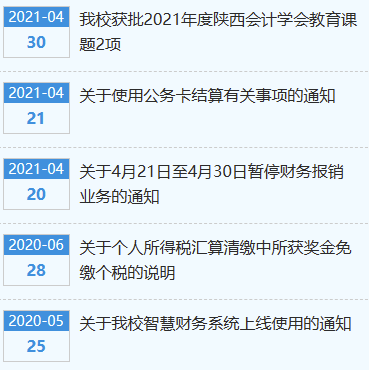 2021-04
30
我校获批2021年度陕西会计学会教育课
题2项
2021-04
21
关于使用公务卡结算有关事项的通知
2021-04
20
关于4月21日至4月30日暂停财务报销
业务的通知
2020-06
28
关于个人所得税汇算清缴中所获奖金免
缴个税的说明
2020-05
25
关于我校智慧财务系统上线使用的通知